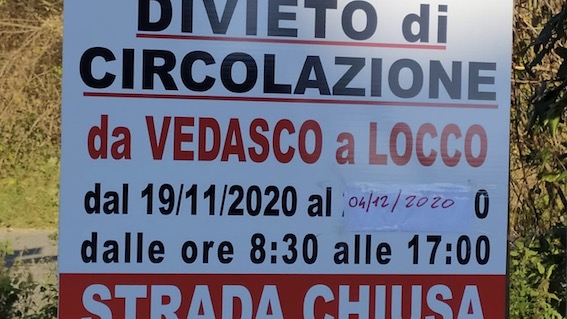 DIVIETO di
CIRCOLAZIONE
da VEDASCO a LOCCO
dal 19/11/2020 al 04/12/2020 0
dalle ore 8:30 alle 17:00
STRADA CHIUSA